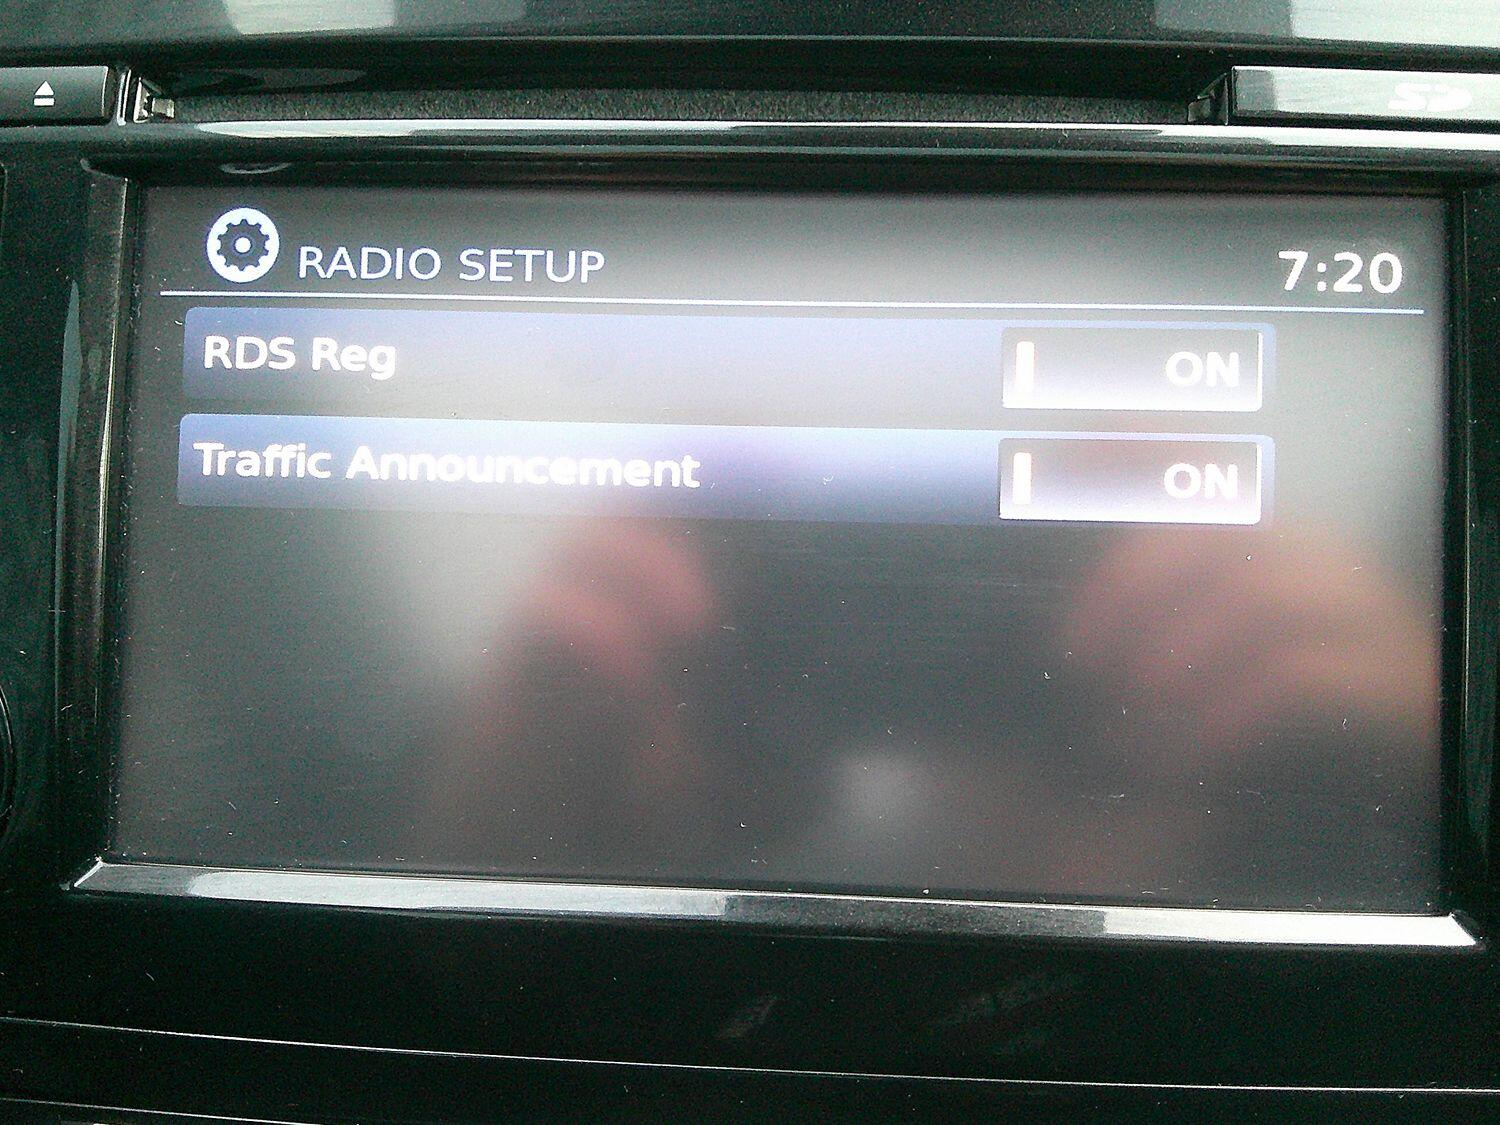 SD
RADIO SETUP
7:20
RDS Reg
ON
Traffic Announcement
ON